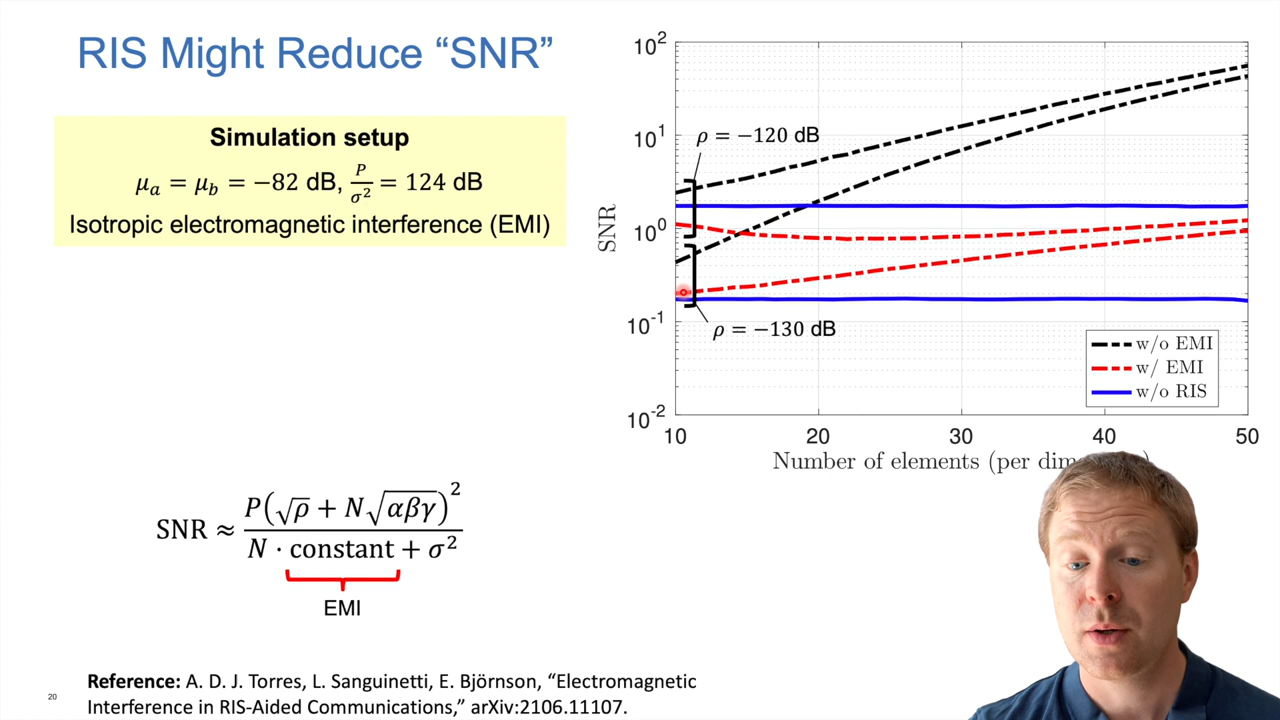 RIS Might Reduce “SNR”
Simulation setup
μₐ = μ_b = −82 dB, P/σ² = 124 dB
Isotropic electromagnetic interference (EMI)
SNR ≈ P(√ρ + N√αβγ)² / N · constant + σ²
EMI
Reference: A. D. J. Torres, L. Sanguinetti, E. Björnson, “Electromagnetic
Interference in RIS-Aided Communications,” arXiv:2106.11107.
20
10²
10¹
10⁰
10⁻¹
10⁻²
SNR
ρ = −120 dB
ρ = −130 dB
w/o EMI
w/ EMI
w/o RIS
10 20 30 40 50
Number of elements (per